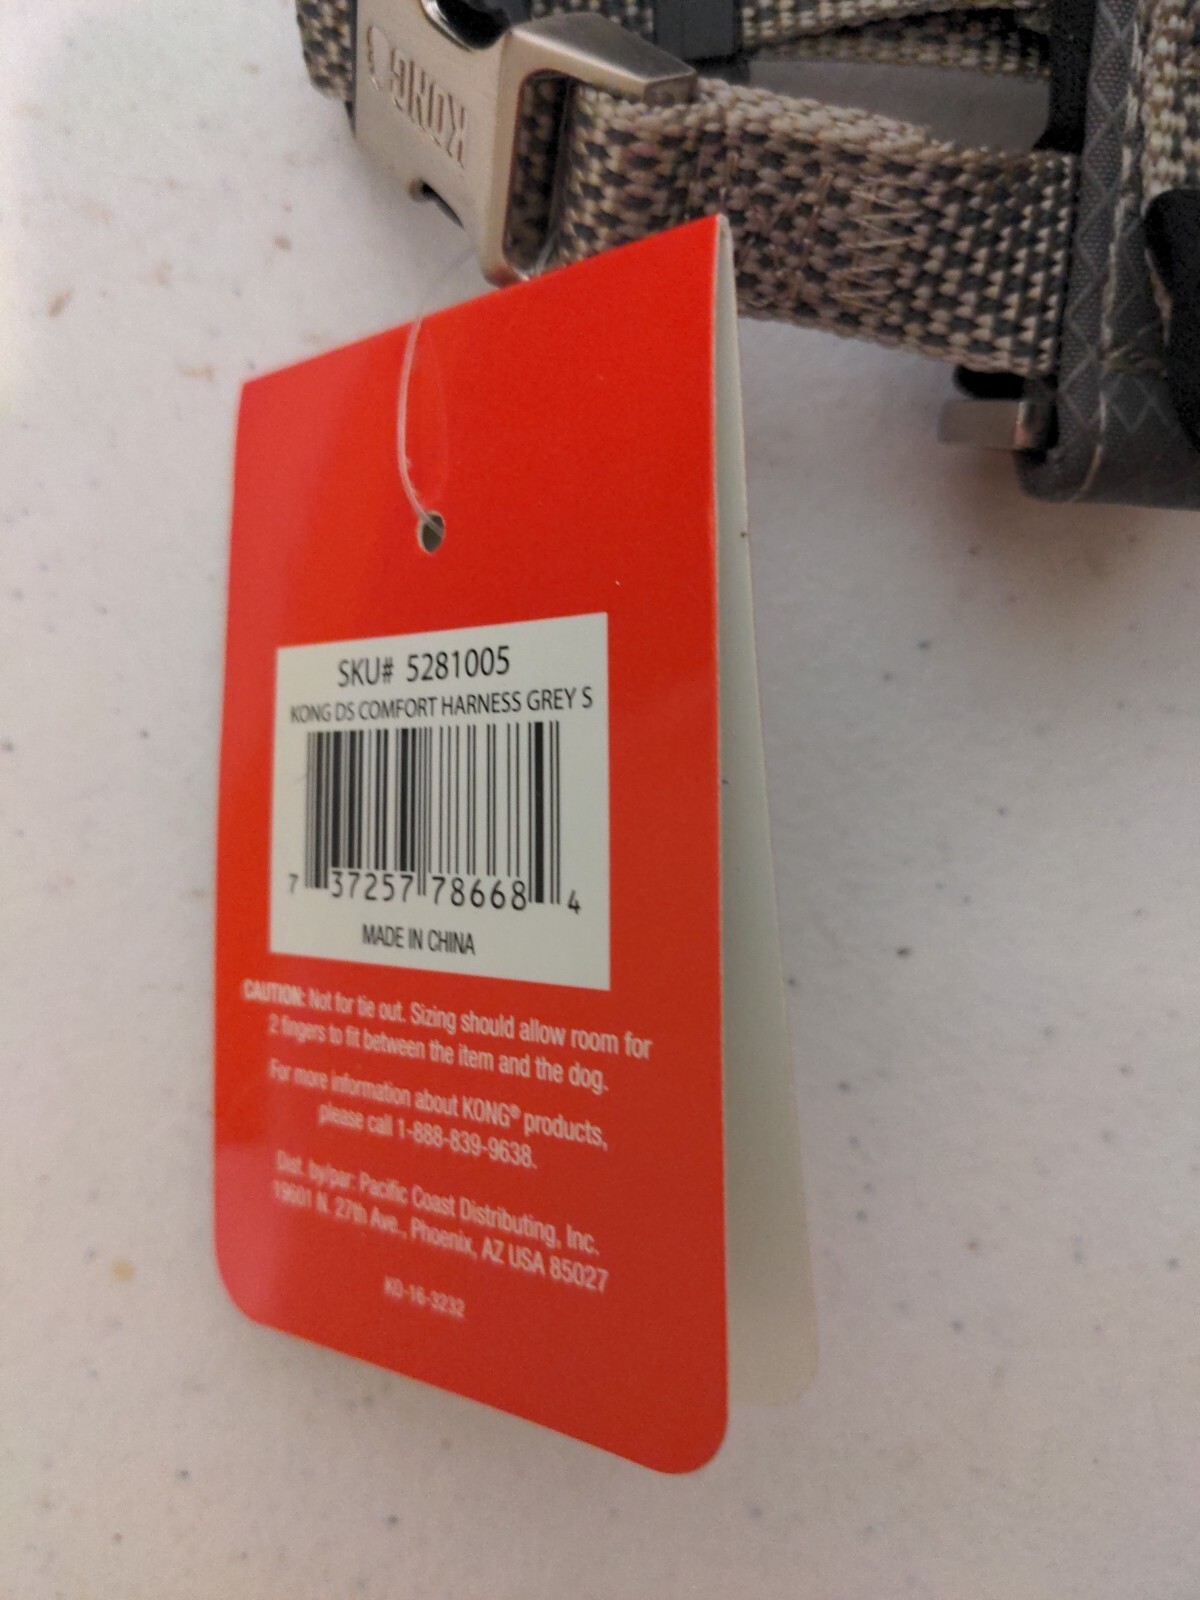 KONG
SKU# 5281005
KONG DS COMFORT HARNESS GREY S
7 37257 78668 4
MADE IN CHINA
CAUTION: Not for tie out. Sizing should allow room for
2 fingers to fit between the item and the dog.
For more information about KONG® products,
please call 1-888-839-9638.
Dist. by/par: Pacific Coast Distributing, Inc.
19601 N. 27th Ave., Phoenix, AZ USA 85027
KO-16-3232